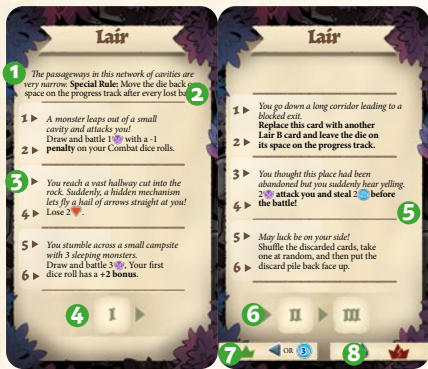 Lair
1
The passageways in this network of cavities are
very narrow. Special Rule: Move the die back
space on the progress track after every lost
2
1
A monster leaps out of a small
cavity and attacks you!
Draw and battle 1 with a -1
2
penalty on your Combat dice rolls.
3
3
You reach a vast hallway cut into the
rock. Suddenly, a hidden mechanism
lets fly a hail of arrows straight at you!
4
Lose 2
5
You stumble across a small campsite
with 3 sleeping monsters.
Draw and battle 3. Your first
6
dice roll has a +2 bonus.
4
I
Lair
1
You go down a long corridor leading to a
blocked exit.
Replace this card with another
2
Lair B card and leave the die on
its space on the progress track.
3
You thought this place had been
abandoned but you suddenly hear yelling.
2 attack you and steal 2 before
4
the battle!
5
5
May luck be on your side!
Shuffle the discarded cards, take
6
one at random, and then put the
discard pile back face up.
6
II
III
7
OR
3
8